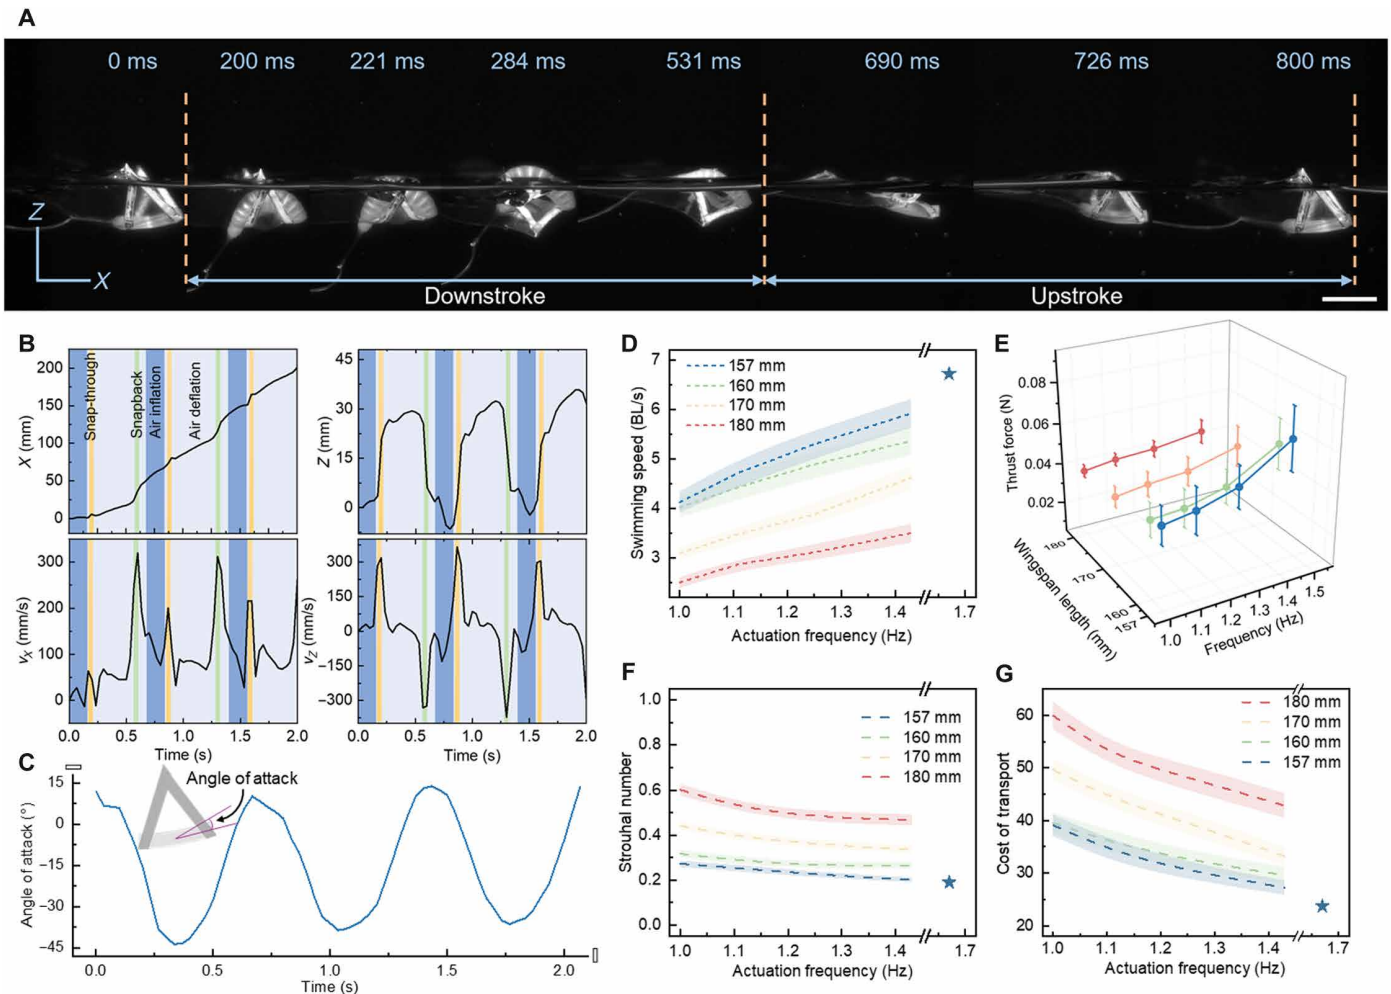 A
0 ms 200 ms 221 ms 284 ms 531 ms 690 ms 726 ms 800 ms
Z
X
Downstroke Upstroke
B
200
150
100
50
0
X (mm)
Snap-through
Snapback
Air inflation
Air deflation
45
30
15
0
Z (mm)
300
200
100
0
vX (mm/s)
0.0 0.5 1.0 1.5 2.0
Time (s)
300
150
0
−150
−300
vZ (mm/s)
0.0 0.5 1.0 1.5 2.0
Time (s)
C
Angle of attack
15
0
−15
−30
−45
Angle of attack (°)
0.0 0.5 1.0 1.5 2.0
Time (s)
D
7
6
5
4
3
Swimming speed (BL/s)
157 mm
160 mm
170 mm
180 mm
1.0 1.1 1.2 1.3 1.4 1.7
Actuation frequency (Hz)
E
0.08
0.06
0.04
0.02
Thrust force (N)
180
170
160
157
Wingspan length (mm)
1.0 1.1 1.2 1.3 1.4 1.5
Frequency (Hz)
F
1.0
0.8
0.6
0.4
0.2
0.0
Strouhal number
157 mm
160 mm
170 mm
180 mm
1.0 1.1 1.2 1.3 1.4 1.7
Actuation frequency (Hz)
G
60
50
40
30
20
Cost of transport
180 mm
170 mm
160 mm
157 mm
1.0 1.1 1.2 1.3 1.4 1.7
Actuation frequency (Hz)